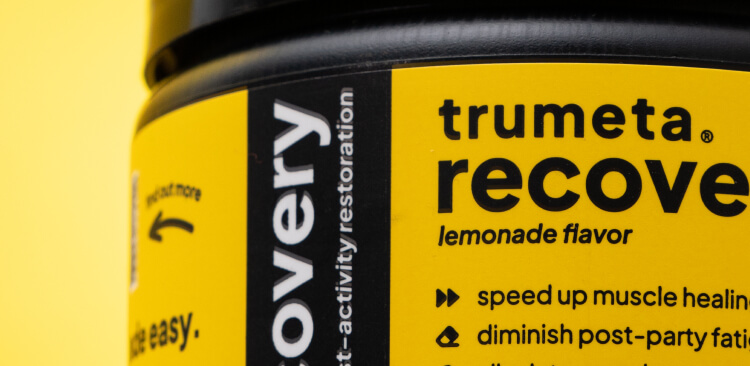 find out more
easy.
overy
st-activity restoration
trumeta®
recove
lemonade flavor
speed up muscle healin
diminish post-party fati